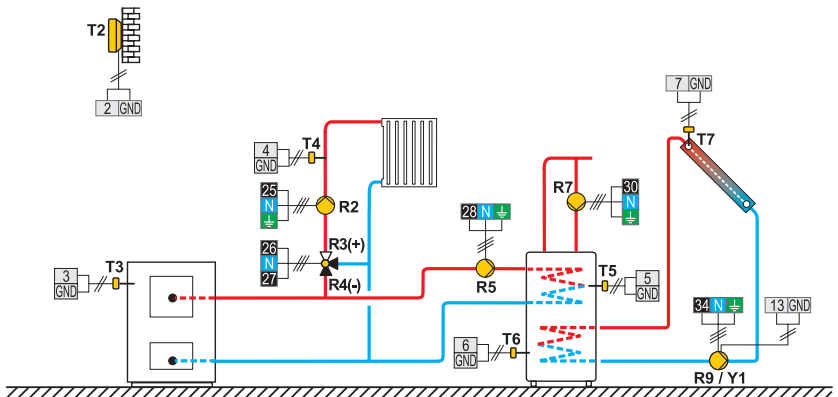 T2
2 GND
7 GND
T7
4
GND
T4
25
N
R2
26
N
27
R3(+)
R4(-)
3
GND
T3
28 N
R5
R7
30
N
T5
5
GND
6
GND
T6
34 N
13 GND
R9 / Y1